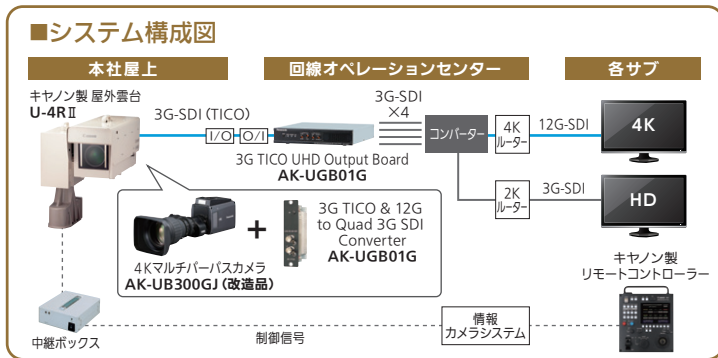 ■システム構成図
本社屋上
回線オペレーションセンター
各サブ
キヤノン製 屋外雲台
U-4RⅡ
3G-SDI (TICO)
I/O
O/I
3G TICO UHD Output Board
AK-UGB01G
3G-SDI
×4
コンバーター
4K
ルーター
12G-SDI
4K
2K
ルーター
3G-SDI
HD
4Kマルチパーパスカメラ
AK-UB300GJ (改造品)
+
3G TICO & 12G
to Quad 3G SDI
Converter
AK-UGB01G
キヤノン製
リモートコントローラー
中継ボックス
制御信号
情報
カメラシステム